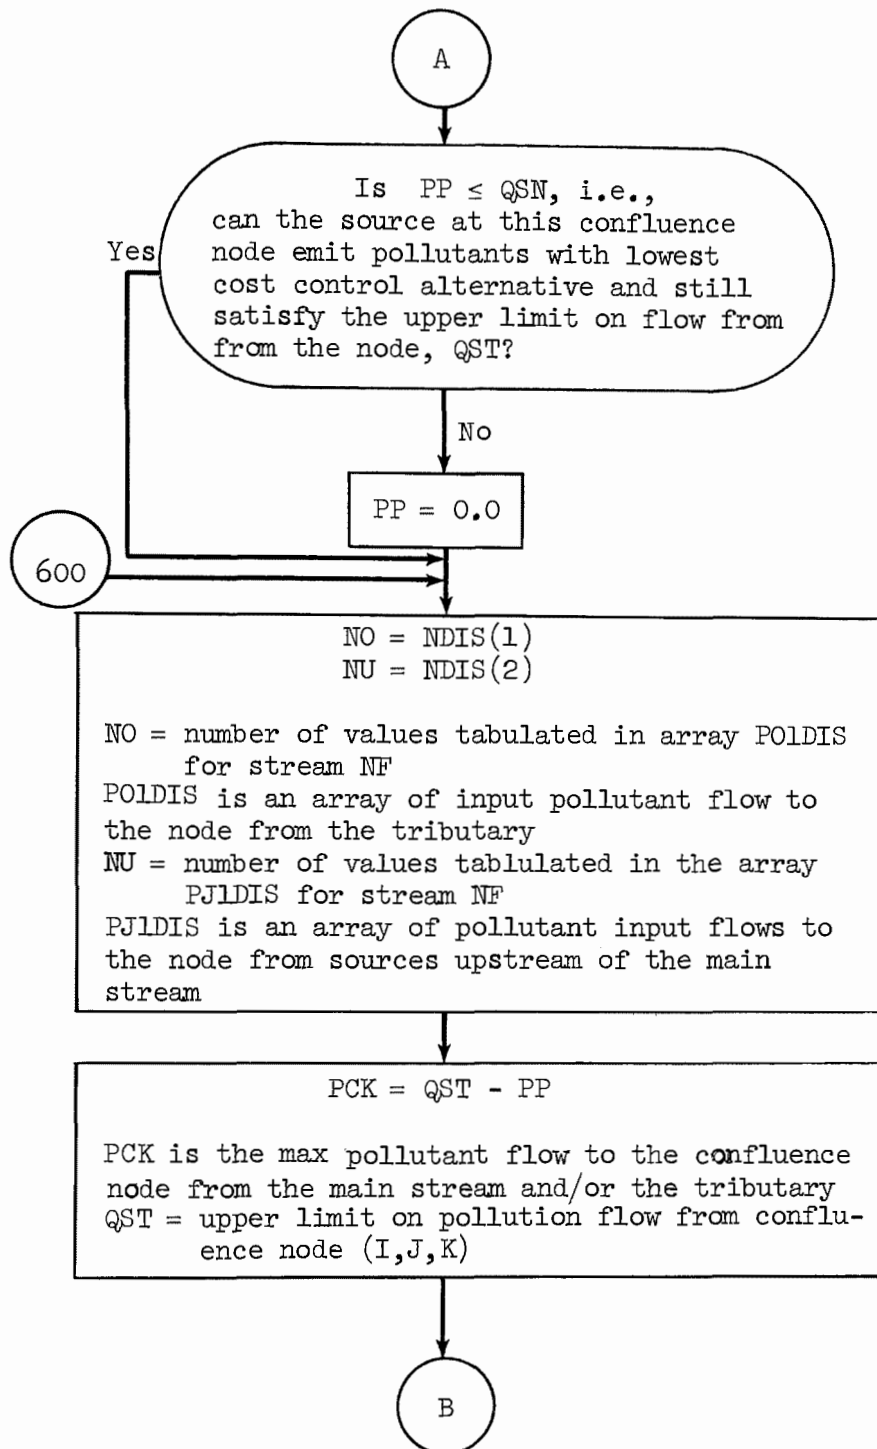 A
Is PP ≤ QSN, i.e.,
can the source at this confluence
node emit pollutants with lowest
cost control alternative and still
satisfy the upper limit on flow from
from the node, QST?
Yes
No
PP = 0.0
600
NO = NDIS(1)
NU = NDIS(2)
NO = number of values tabulated in array PO1DIS
for stream NF
PO1DIS is an array of input pollutant flow to
the node from the tributary
NU = number of values tablulated in the array
PJ1DIS for stream NF
PJ1DIS is an array of pollutant input flows to
the node from sources upstream of the main
stream
PCK = QST - PP
PCK is the max pollutant flow to the confluence
node from the main stream and/or the tributary
QST = upper limit on pollution flow from conflu-
ence node (I,J,K)
B